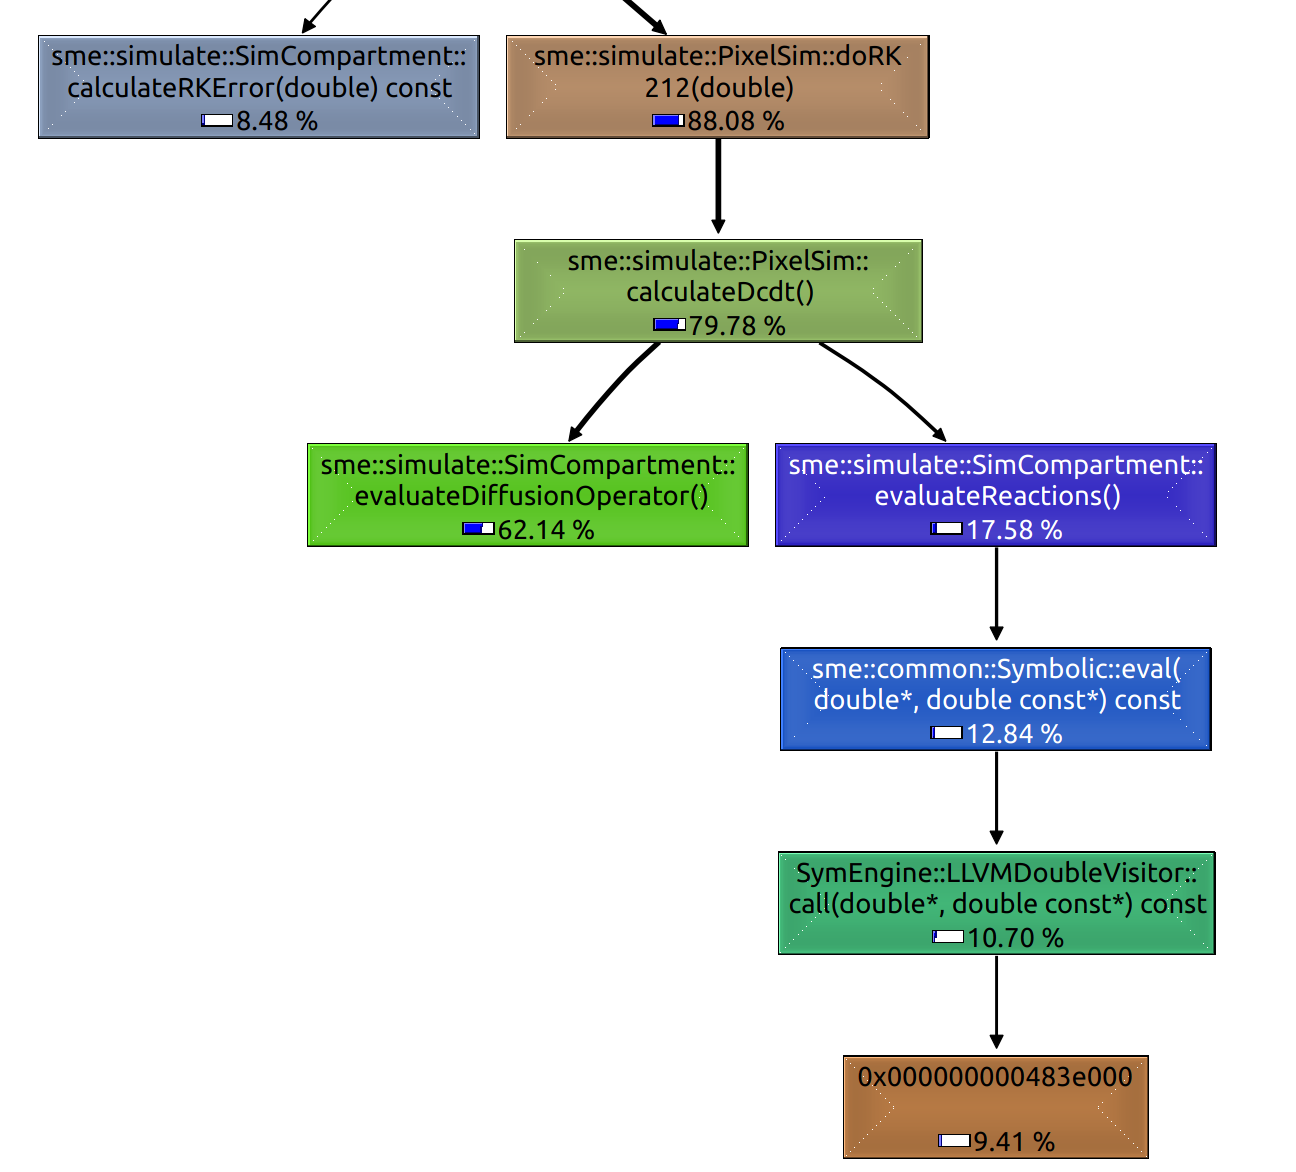 sme::simulate::SimCompartment::
calculateRKError(double) const
8.48 %
sme::simulate::PixelSim::doRK
212(double)
88.08 %
sme::simulate::PixelSim::
calculateDcdt()
79.78 %
sme::simulate::SimCompartment::
evaluateDiffusionOperator()
62.14 %
sme::simulate::SimCompartment::
evaluateReactions()
17.58 %
sme::common::Symbolic::eval(
double*, double const*) const
12.84 %
SymEngine::LLVMDoubleVisitor::
call(double*, double const*) const
10.70 %
0x000000000483e000
9.41 %